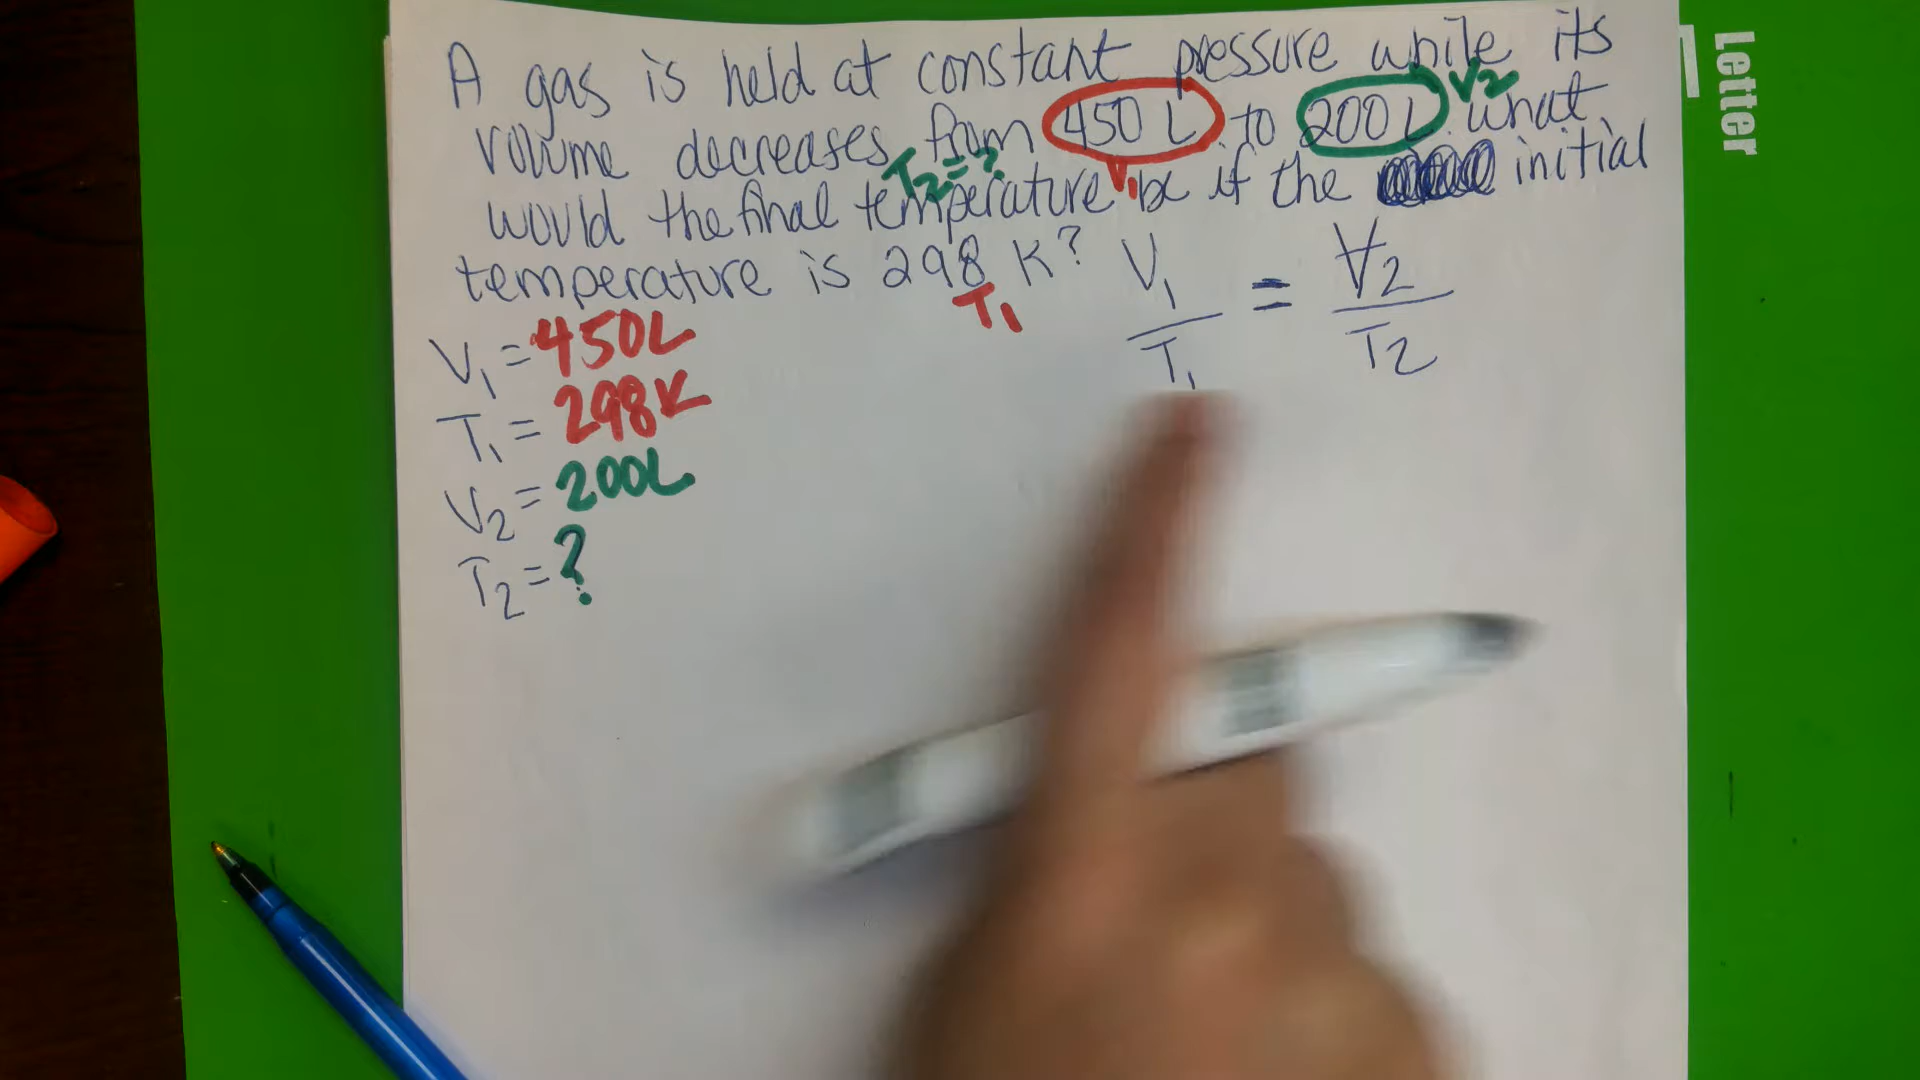 A gas is held at constant pressure while its
volume decreases from 450 L to 200 L. what
V2
T2=?
V1
would the final temperature be if the initial
temperature is 298 K?
T1
V1/T1 = V2/T2
V1 = 450L
T1 = 298K
V2 = 200L
T2 = ?
Letter